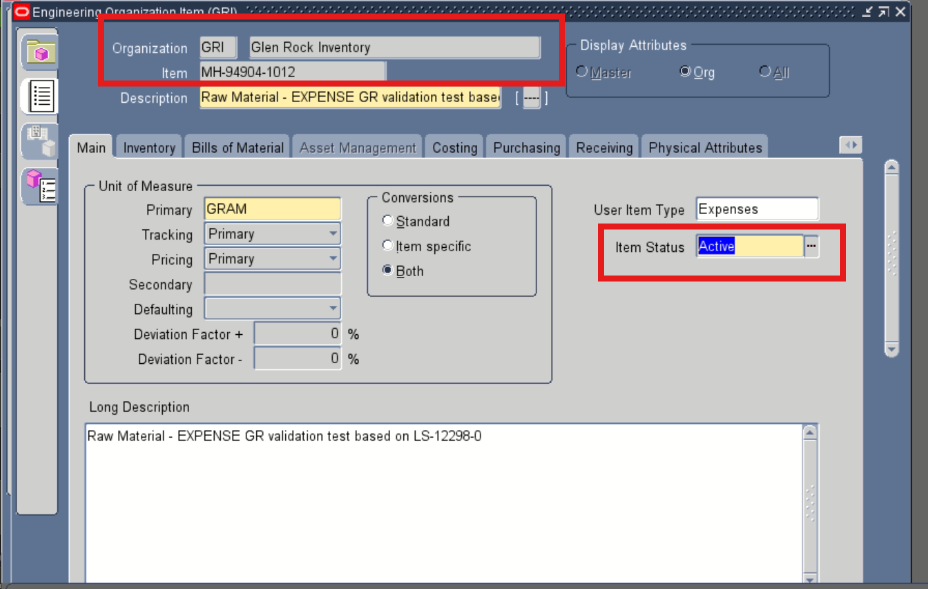 Engineering Organization Item (GRI)
Organization GRI Glen Rock Inventory
Item MH-94904-1012
Description Raw Material - EXPENSE GR validation test base [ ---- ]
Display Attributes
Master Org All
Main Inventory Bills of Material Asset Management Costing Purchasing Receiving Physical Attributes
Unit of Measure
Primary GRAM
Tracking Primary
Pricing Primary
Secondary
Defaulting
Deviation Factor + 0 %
Deviation Factor - 0 %
Conversions
Standard
Item specific
Both
User Item Type Expenses
Item Status Active ...
Long Description
Raw Material - EXPENSE GR validation test based on LS-12298-0